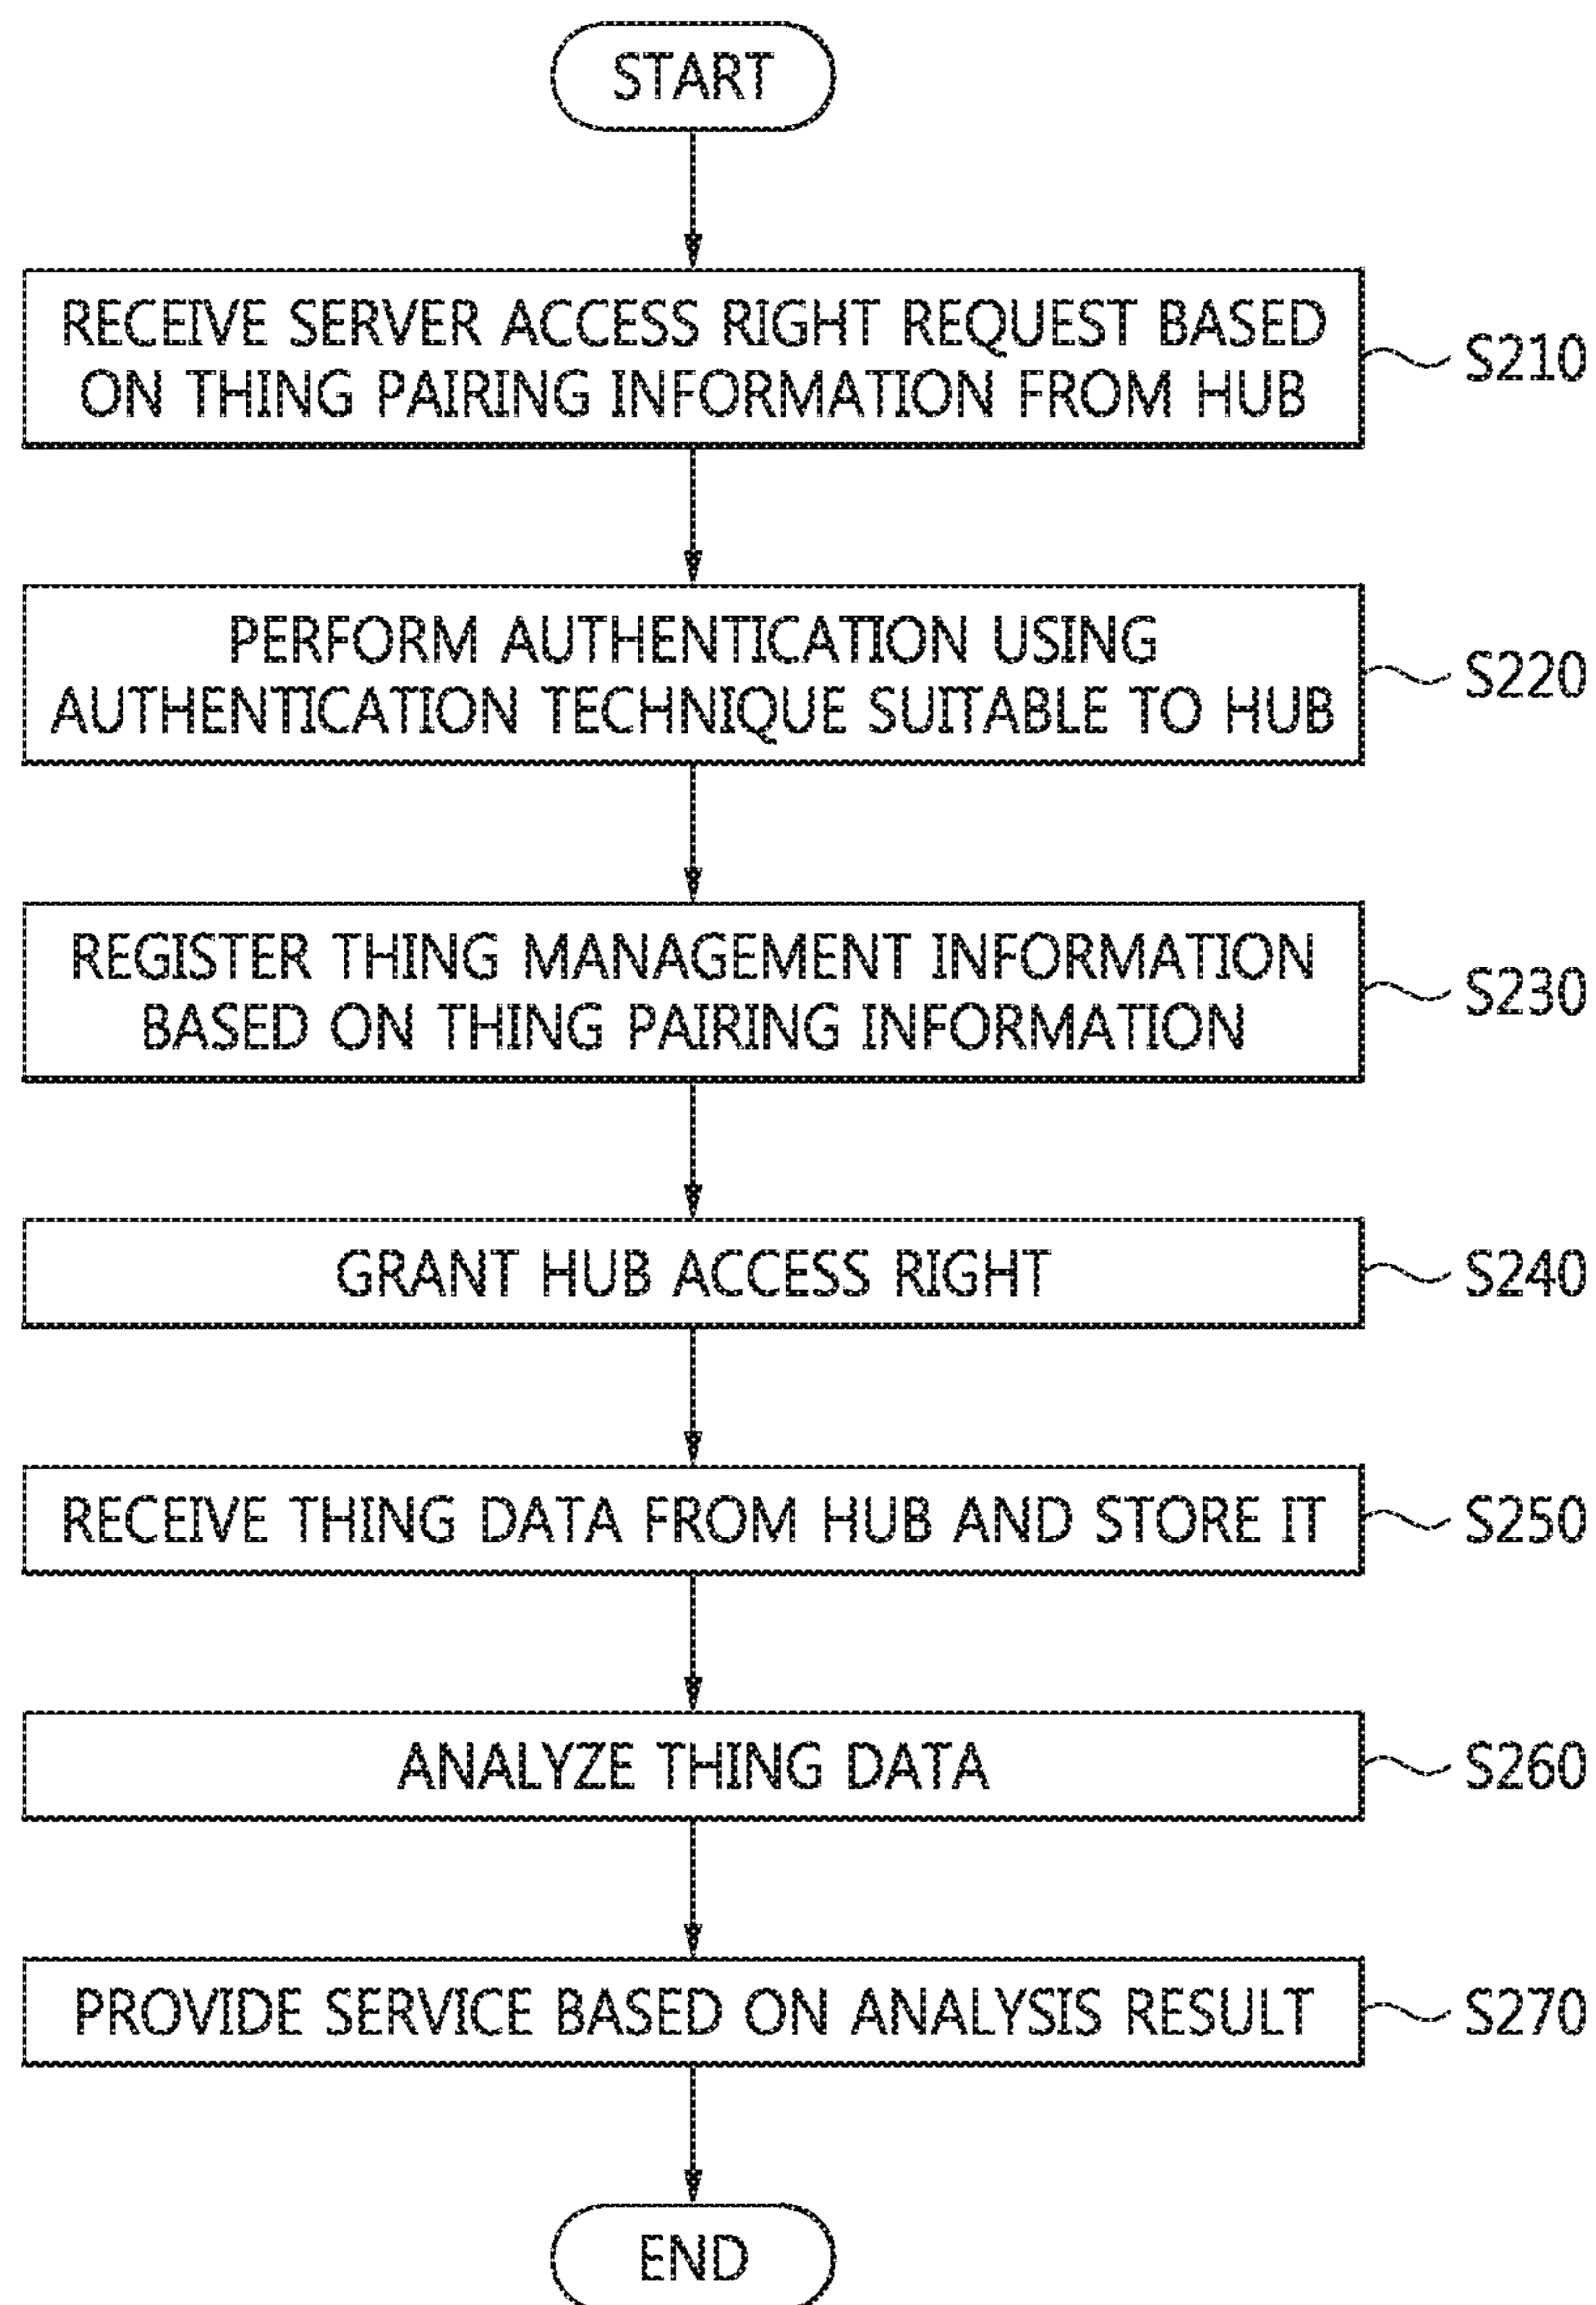 START
RECEIVE SERVER ACCESS RIGHT REQUEST BASED
ON THING PAIRING INFORMATION FROM HUB
S210
PERFORM AUTHENTICATION USING
AUTHENTICATION TECHNIQUE SUITABLE TO HUB
S220
REGISTER THING MANAGEMENT INFORMATION
BASED ON THING PAIRING INFORMATION
S230
GRANT HUB ACCESS RIGHT
S240
RECEIVE THING DATA FROM HUB AND STORE IT
S250
ANALYZE THING DATA
S260
PROVIDE SERVICE BASED ON ANALYSIS RESULT
S270
END